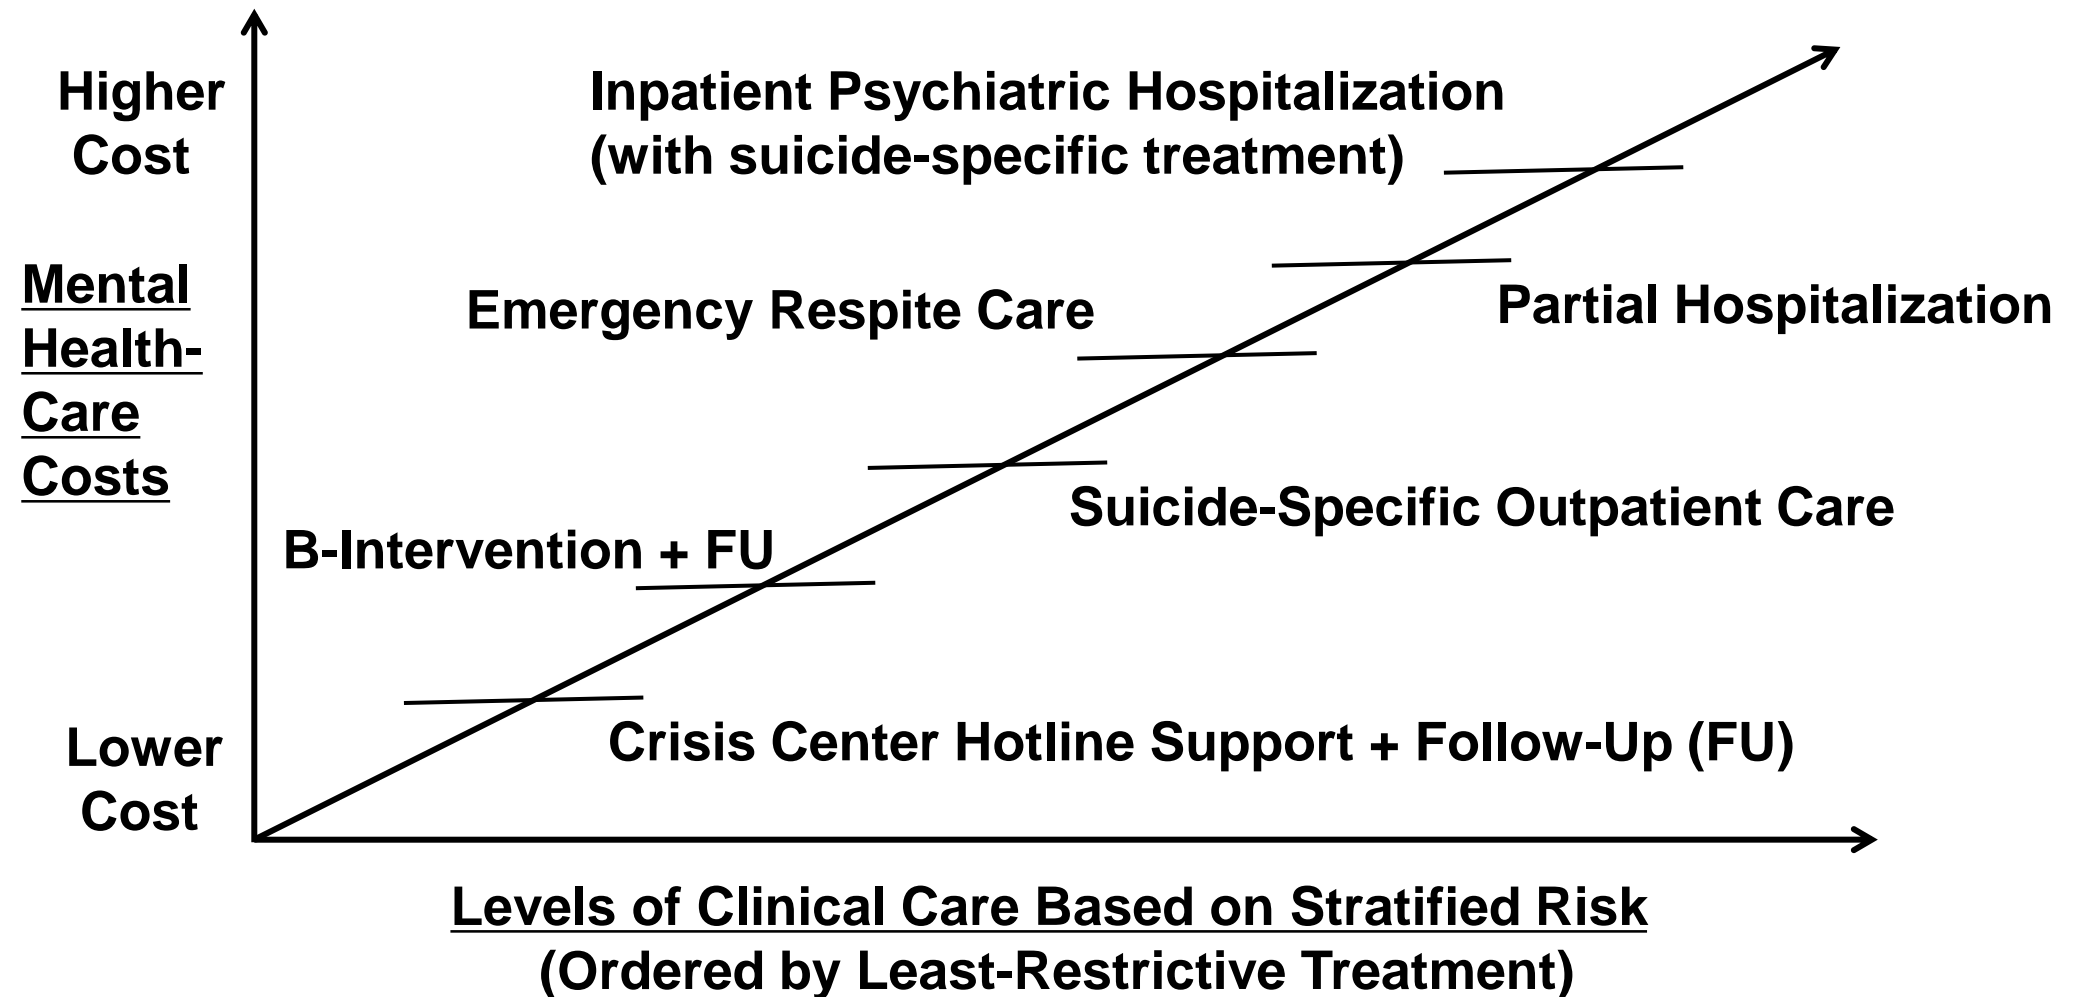 Higher
Cost
Inpatient Psychiatric Hospitalization
(with suicide-specific treatment)
Mental
Health-
Care
Costs
Emergency Respite Care
Partial Hospitalization
Suicide-Specific Outpatient Care
B-Intervention + FU
Lower
Cost
Crisis Center Hotline Support + Follow-Up (FU)
Levels of Clinical Care Based on Stratified Risk
(Ordered by Least-Restrictive Treatment)